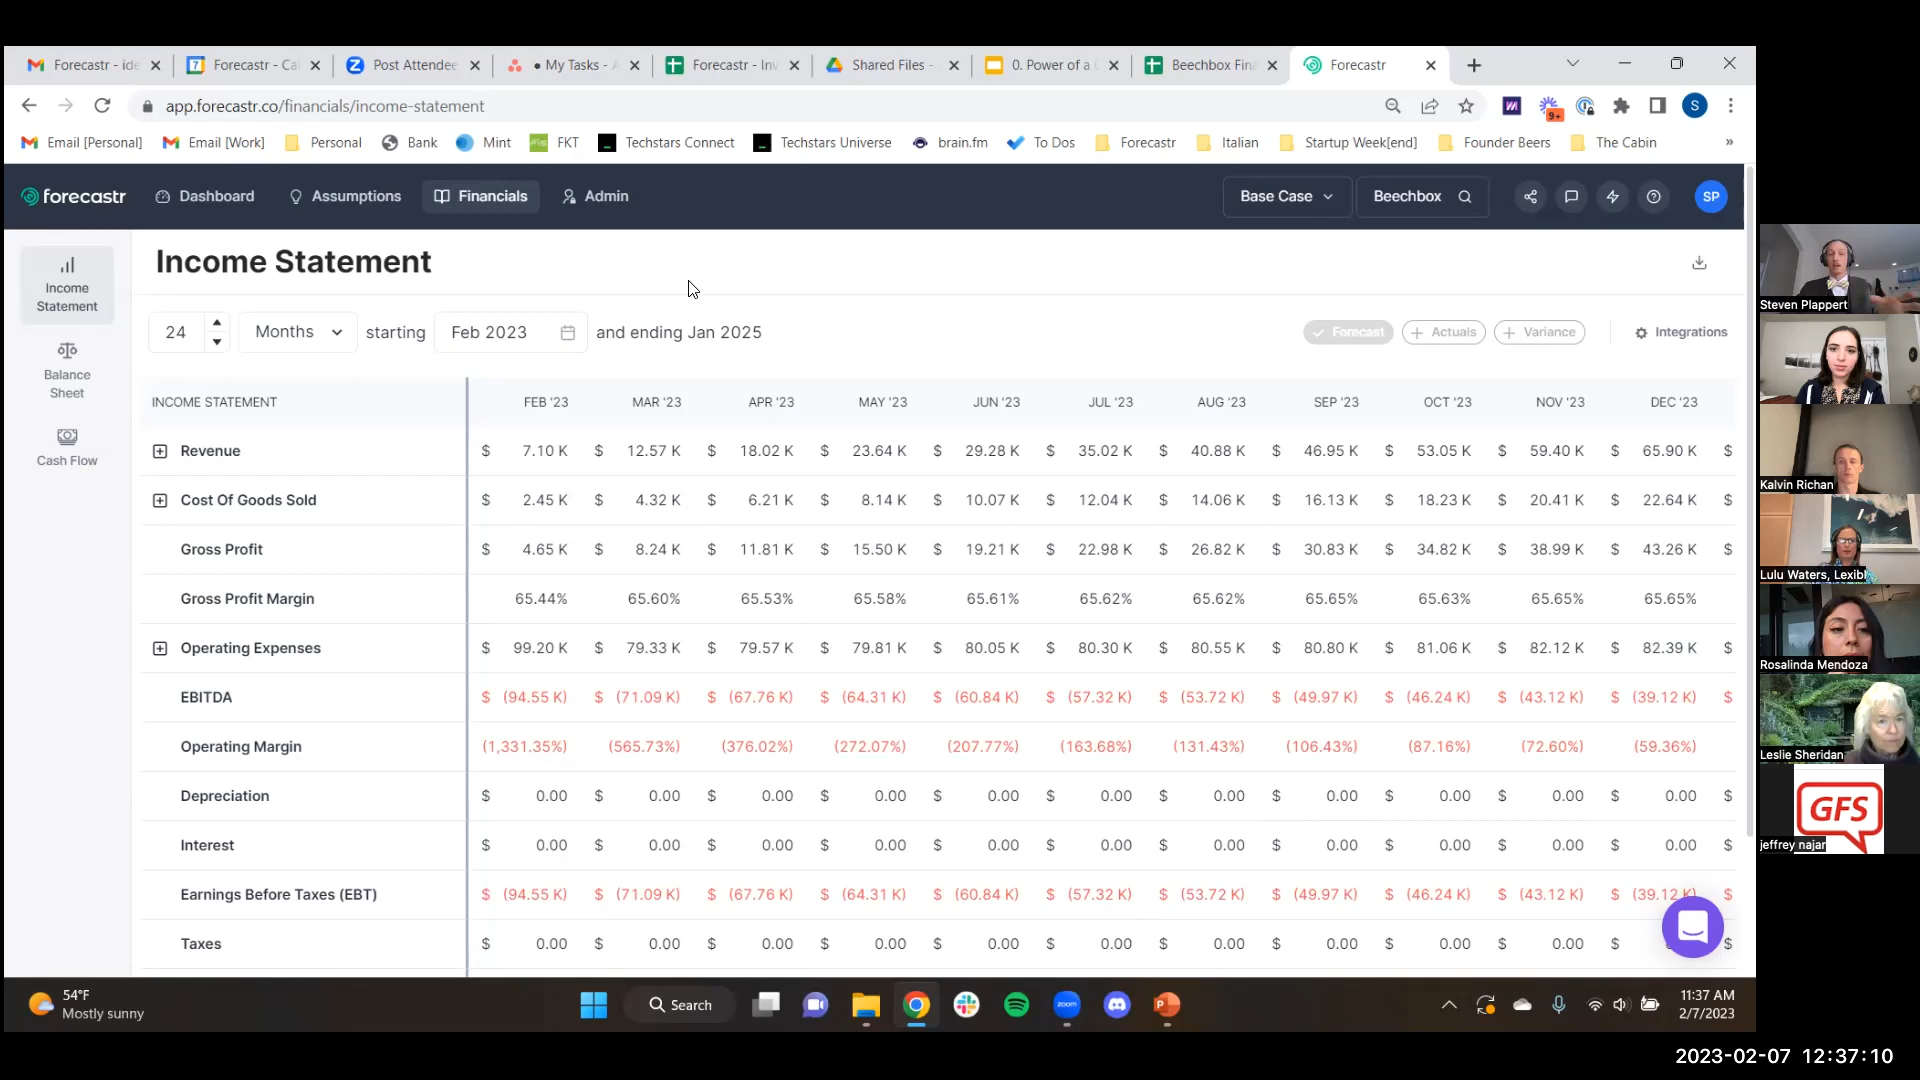 Forecastr - ide
Forecastr - Ca
Post Attendee
• My Tasks - A
Forecastr - Inv
Shared Files -
0. Power of a
Beechbox Fina
Forecastr
app.forecastr.co/financials/income-statement
9+
S
Email [Personal]
Email [Work]
Personal
Bank
Mint
FKT
Techstars Connect
Techstars Universe
brain.fm
To Dos
Forecastr
Italian
Startup Week[end]
Founder Beers
The Cabin
»
forecastr
Dashboard
Assumptions
Financials
Admin
Base Case
Beechbox
SP
Income Statement
Balance Sheet
Cash Flow
Income Statement
24 Months starting Feb 2023 and ending Jan 2025
Forecast
Actuals
Variance
Integrations
INCOME STATEMENT FEB '23 MAR '23 APR '23 MAY '23 JUN '23 JUL '23 AUG '23 SEP '23 OCT '23 NOV '23 DEC '23
Revenue $ 7.10 K $ 12.57 K $ 18.02 K $ 23.64 K $ 29.28 K $ 35.02 K $ 40.88 K $ 46.95 K $ 53.05 K $ 59.40 K $ 65.90 K $
Cost Of Goods Sold $ 2.45 K $ 4.32 K $ 6.21 K $ 8.14 K $ 10.07 K $ 12.04 K $ 14.06 K $ 16.13 K $ 18.23 K $ 20.41 K $ 22.64 K $
Gross Profit $ 4.65 K $ 8.24 K $ 11.81 K $ 15.50 K $ 19.21 K $ 22.98 K $ 26.82 K $ 30.83 K $ 34.82 K $ 38.99 K $ 43.26 K $
Gross Profit Margin 65.44% 65.60% 65.53% 65.58% 65.61% 65.62% 65.62% 65.65% 65.63% 65.65% 65.65%
Operating Expenses $ 99.20 K $ 79.33 K $ 79.57 K $ 79.81 K $ 80.05 K $ 80.30 K $ 80.55 K $ 80.80 K $ 81.06 K $ 82.12 K $ 82.39 K $
EBITDA $ (94.55 K) $ (71.09 K) $ (67.76 K) $ (64.31 K) $ (60.84 K) $ (57.32 K) $ (53.72 K) $ (49.97 K) $ (46.24 K) $ (43.12 K) $ (39.12 K) $
Operating Margin (1,331.35%) (565.73%) (376.02%) (272.07%) (207.77%) (163.68%) (131.43%) (106.43%) (87.16%) (72.60%) (59.36%)
Depreciation $ 0.00 $ 0.00 $ 0.00 $ 0.00 $ 0.00 $ 0.00 $ 0.00 $ 0.00 $ 0.00 $ 0.00 $ 0.00 $
Interest $ 0.00 $ 0.00 $ 0.00 $ 0.00 $ 0.00 $ 0.00 $ 0.00 $ 0.00 $ 0.00 $ 0.00 $ 0.00 $
Earnings Before Taxes (EBT) $ (94.55 K) $ (71.09 K) $ (67.76 K) $ (64.31 K) $ (60.84 K) $ (57.32 K) $ (53.72 K) $ (49.97 K) $ (46.24 K) $ (43.12 K) $ (39.12 K) $
Taxes $ 0.00 $ 0.00 $ 0.00 $ 0.00 $ 0.00 $ 0.00 $ 0.00 $ 0.00 $ 0.00 $ 0.00 $ $
Steven Plappert
Kalvin Richan
Lulu Waters, Lexibl
Rosalinda Mendoza
Leslie Sheridan
GFS
jeffrey najar
54°F
Mostly sunny
Search
zoom
P
11:37 AM
2/7/2023
2023-02-07 12:37:10